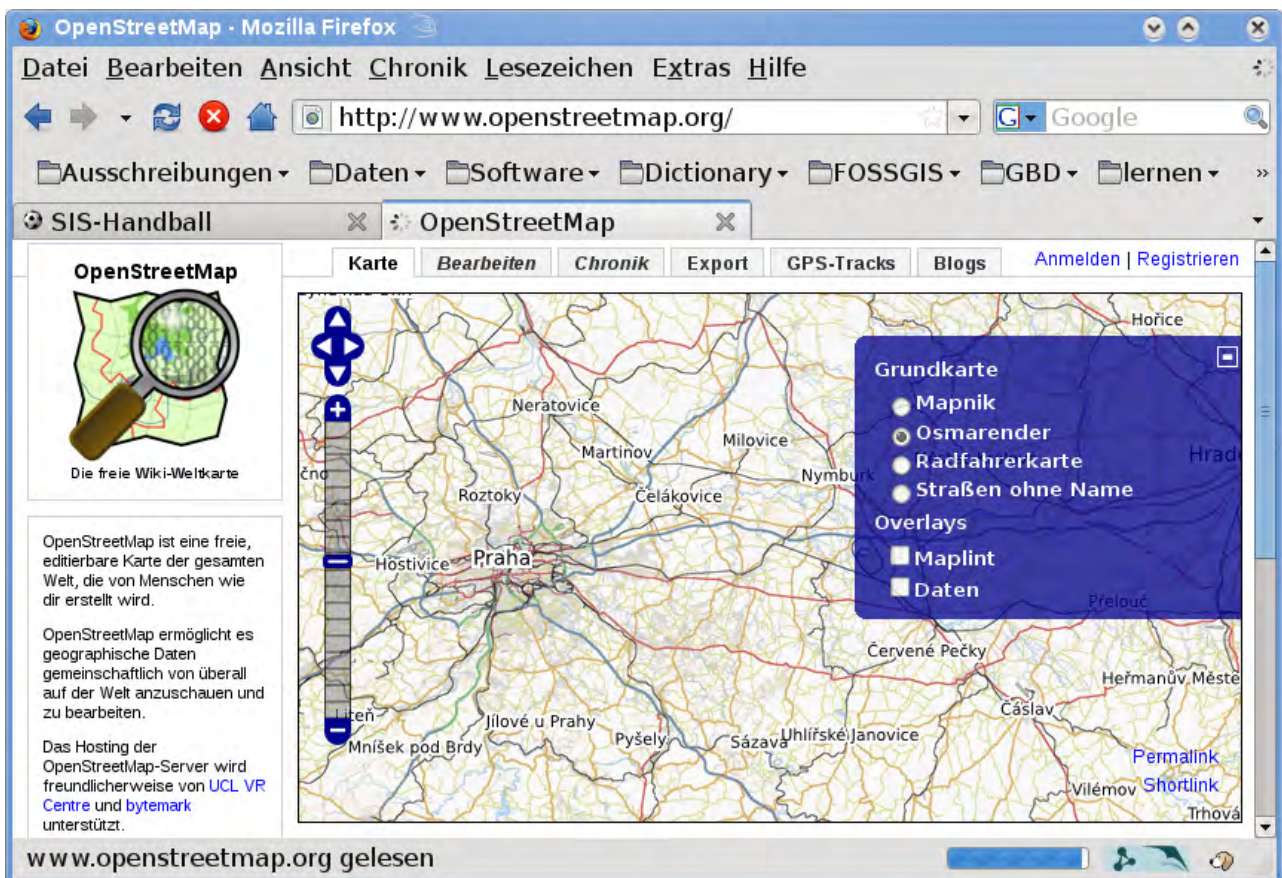 OpenStreetMap - Mozilla Firefox
Datei Bearbeiten Ansicht Chronik Lesezeichen Extras Hilfe
http://www.openstreetmap.org/
G Google
Ausschreibungen Daten Software Dictionary FOSSGIS GBD lernen »
SIS-Handball
OpenStreetMap
OpenStreetMap
Die freie Wiki-Weltkarte
OpenStreetMap ist eine freie,
editierbare Karte der gesamten
Welt, die von Menschen wie
dir erstellt wird.
OpenStreetMap ermöglicht es
geographische Daten
gemeinschaftlich von überall
auf der Welt anzuschauen und
zu bearbeiten.
Das Hosting der
OpenStreetMap-Server wird
freundlicherweise von UCL VR
Centre und bytemark
unterstützt.
Karte Bearbeiten Chronik Export GPS-Tracks Blogs
Anmelden | Registrieren
Hořice
Neratovice
Martinov
Milovice
Nymburk
Hrade
čno
Roztoky
Čelákovice
Hostivice
Praha
Přelouč
Červené Pečky
Heřmanův Měste
Čáslav
Liteň
Jílové u Prahy
Mníšek pod Brdy
Pyšely
Sázava
Uhlířské Janovice
Vilémov
Trhová
Grundkarte
Mapnik
Osmarender
Radfahrerkarte
Straßen ohne Name
Overlays
Maplint
Daten
Permalink
Shortlink
www.openstreetmap.org gelesen